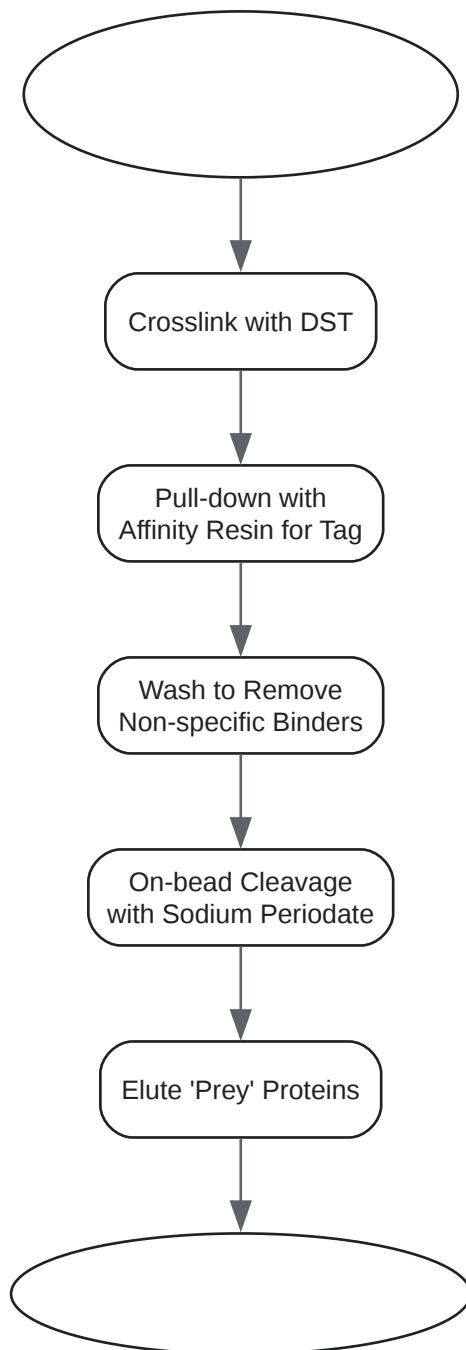 Crosslink with DST
Pull-down with
Affinity Resin for Tag
Wash to Remove
Non-specific Binders
On-bead Cleavage
with Sodium Periodate
Elute 'Prey' Proteins